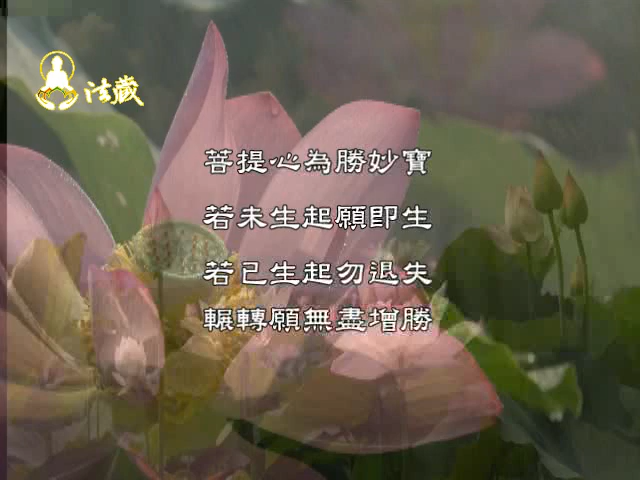 法藏
菩提心為勝妙寶
若未生起願即生
若已生起勿退失
輾轉願無盡增勝